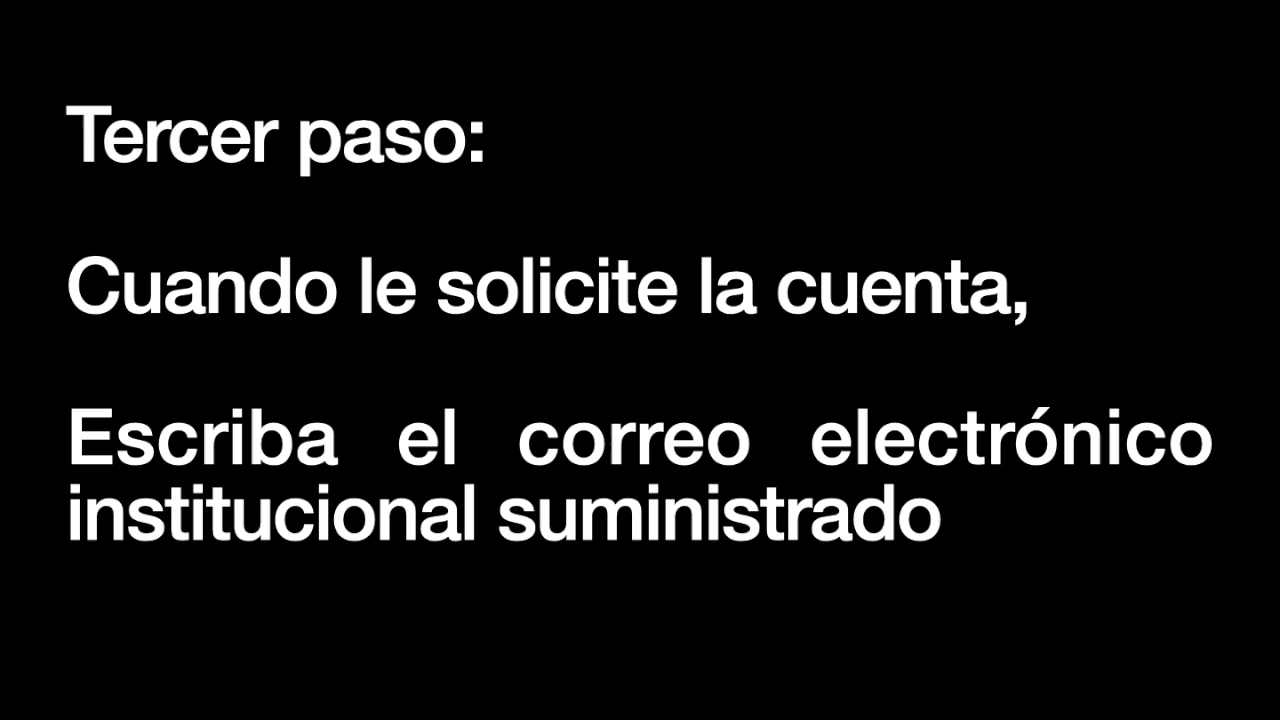 Tercer paso:
Cuando le solicite la cuenta,
Escriba el correo electrónico
institucional suministrado